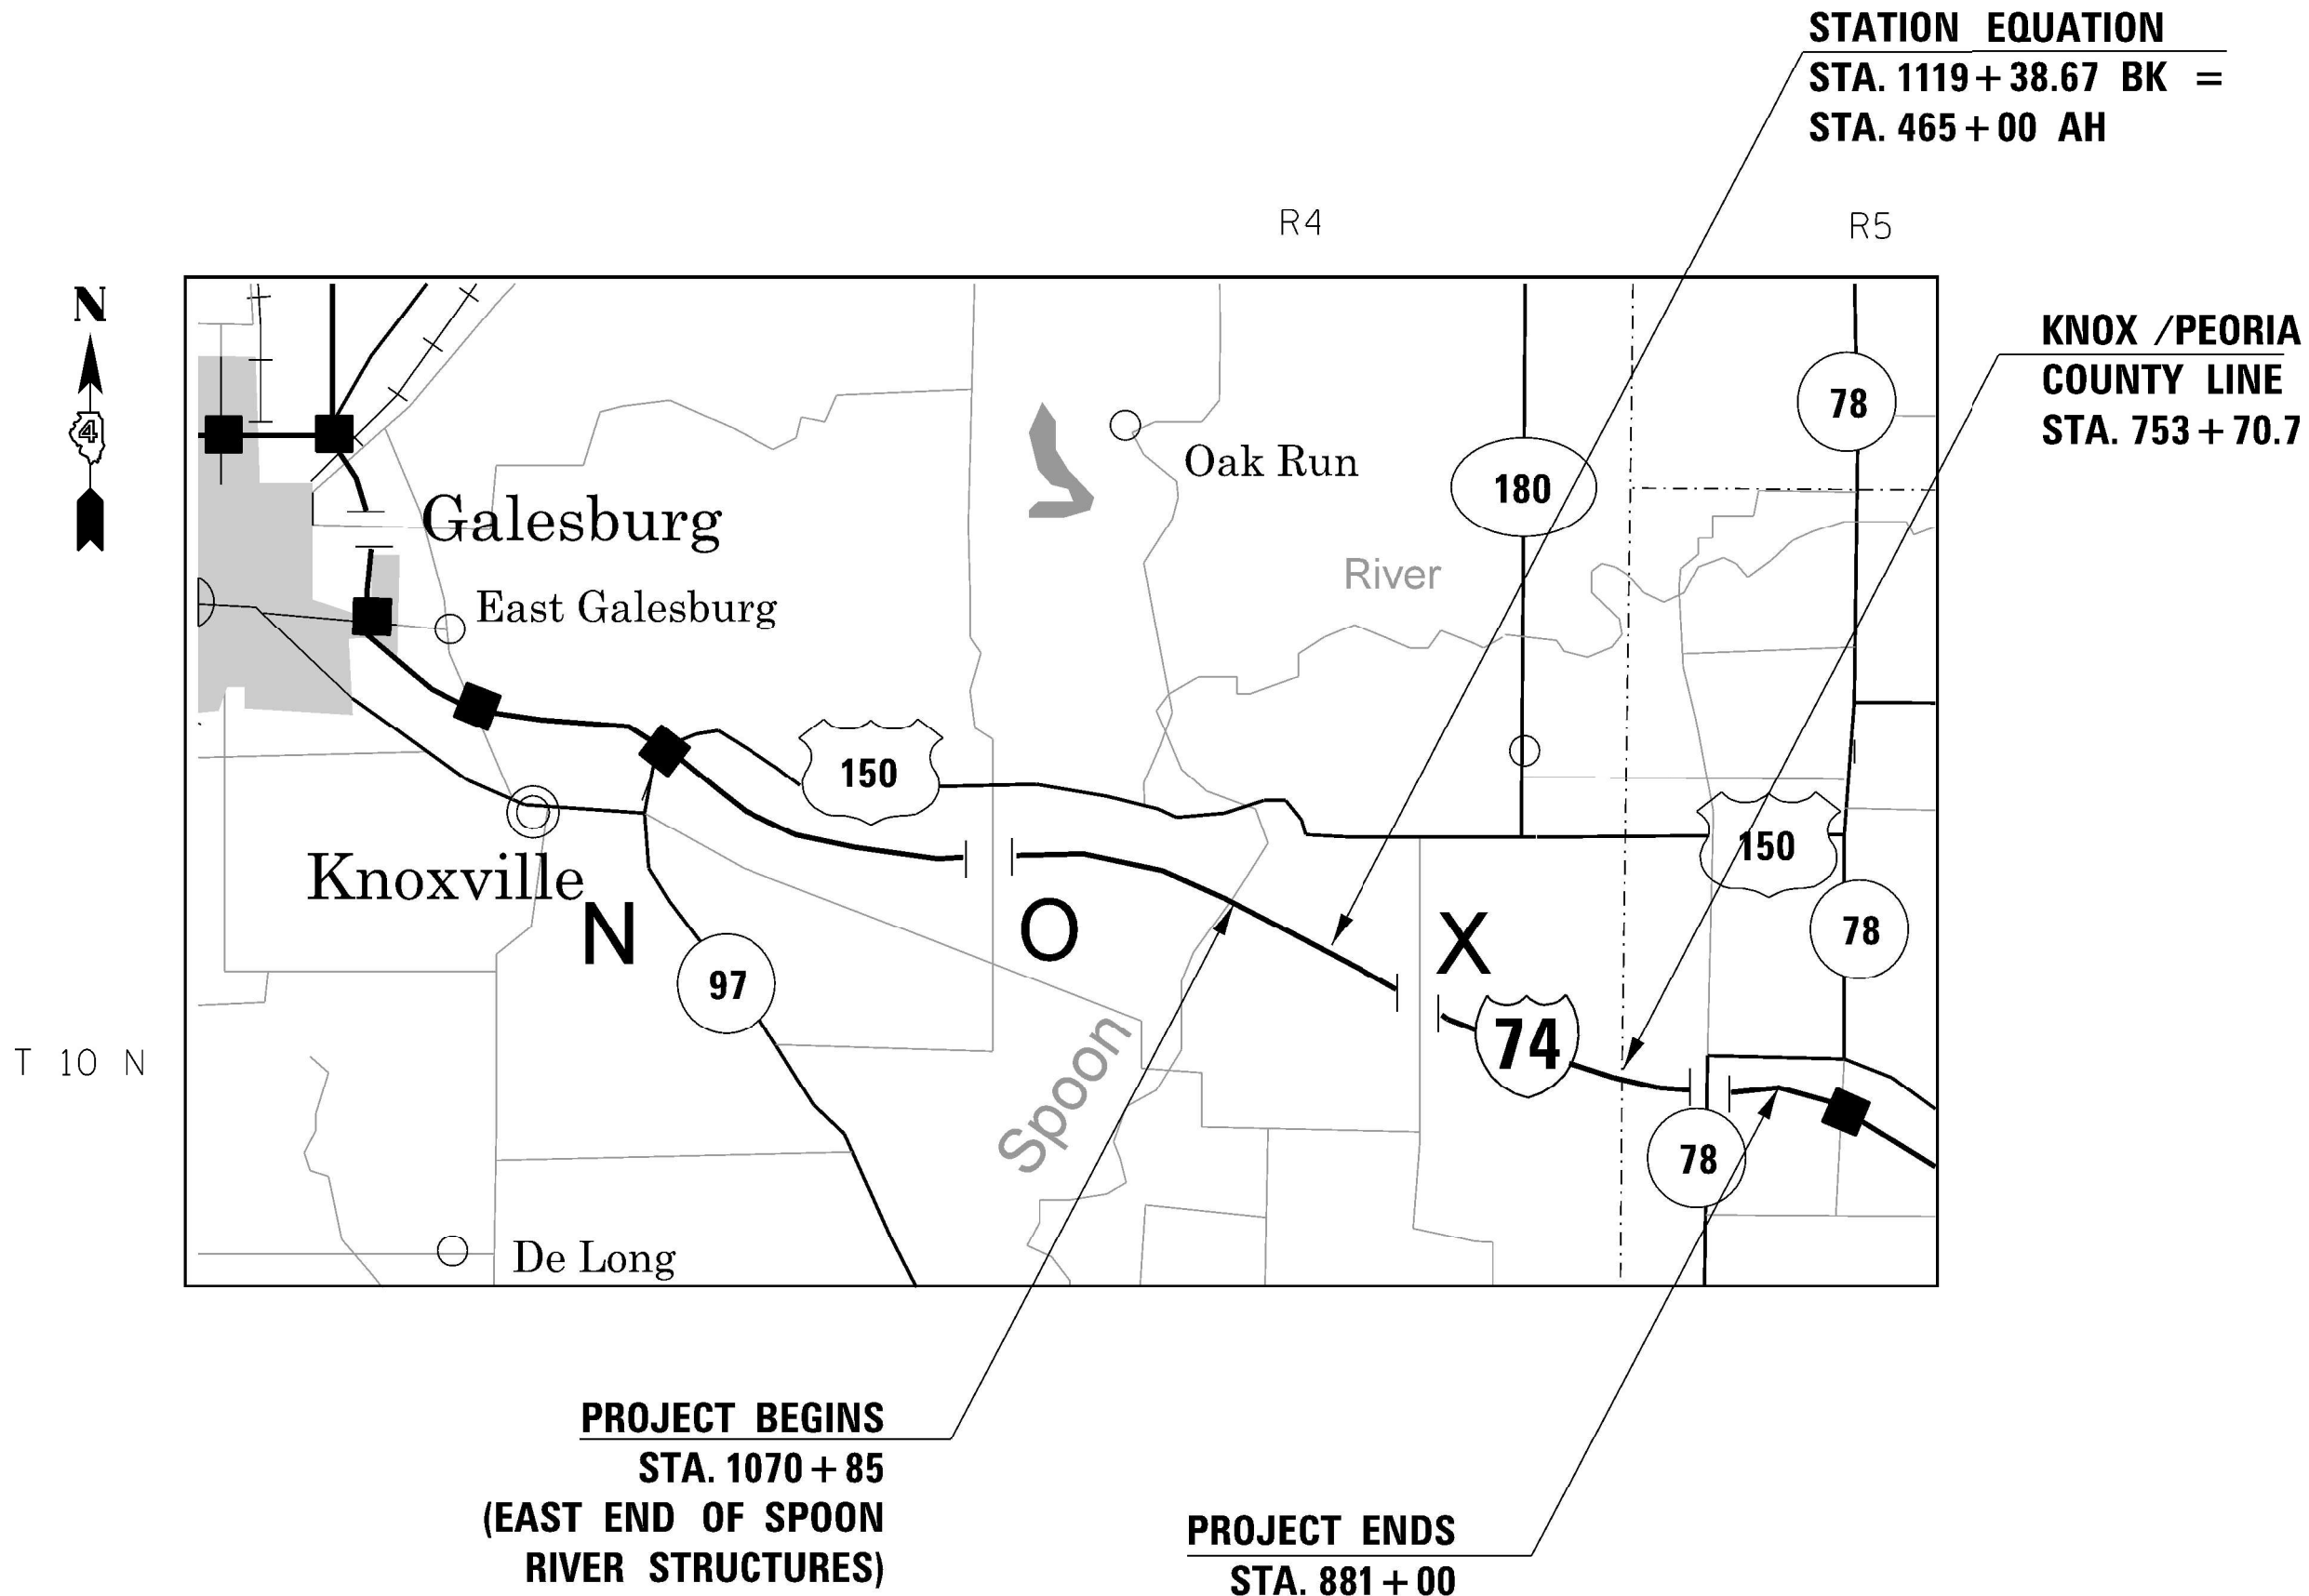 STATION EQUATION
STA. 1119+38.67 BK =
STA. 465+00 AH
R4
R5
N
4
KNOX /PEORIA
COUNTY LINE
STA. 753+70.7
78
Oak Run
180
Galesburg
River
East Galesburg
150
150
Knoxville
N
O
X
78
97
74
Spoon
T 10 N
78
De Long
PROJECT BEGINS
STA. 1070+85
(EAST END OF SPOON
RIVER STRUCTURES)
PROJECT ENDS
STA. 881+00